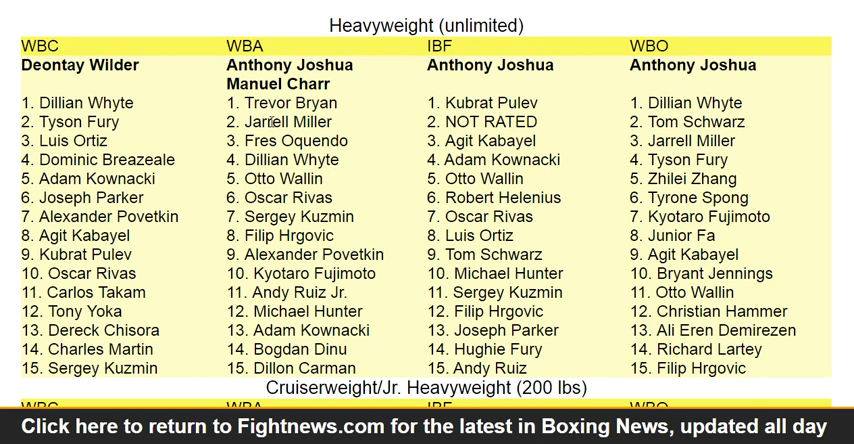 Heavyweight (unlimited)
WBC WBA IBF WBO
Deontay Wilder Anthony Joshua Anthony Joshua Anthony Joshua
Manuel Charr
1. Dillian Whyte 1. Trevor Bryan 1. Kubrat Pulev 1. Dillian Whyte
2. Tyson Fury 2. Jarrell Miller 2. NOT RATED 2. Tom Schwarz
3. Luis Ortiz 3. Fres Oquendo 3. Agit Kabayel 3. Jarrell Miller
4. Dominic Breazeale 4. Dillian Whyte 4. Adam Kownacki 4. Tyson Fury
5. Adam Kownacki 5. Otto Wallin 5. Otto Wallin 5. Zhilei Zhang
6. Joseph Parker 6. Oscar Rivas 6. Robert Helenius 6. Tyrone Spong
7. Alexander Povetkin 7. Sergey Kuzmin 7. Oscar Rivas 7. Kyotaro Fujimoto
8. Agit Kabayel 8. Filip Hrgovic 8. Luis Ortiz 8. Junior Fa
9. Kubrat Pulev 9. Alexander Povetkin 9. Tom Schwarz 9. Agit Kabayel
10. Oscar Rivas 10. Kyotaro Fujimoto 10. Michael Hunter 10. Bryant Jennings
11. Carlos Takam 11. Andy Ruiz Jr. 11. Sergey Kuzmin 11. Otto Wallin
12. Tony Yoka 12. Michael Hunter 12. Filip Hrgovic 12. Christian Hammer
13. Dereck Chisora 13. Adam Kownacki 13. Joseph Parker 13. Ali Eren Demirezen
14. Charles Martin 14. Bogdan Dinu 14. Hughie Fury 14. Richard Lartey
15. Sergey Kuzmin 15. Dillon Carman 15. Andy Ruiz 15. Filip Hrgovic
Cruiserweight/Jr. Heavyweight (200 lbs)
WBC WBA IBF WBO
Click here to return to Fightnews.com for the latest in Boxing News, updated all day